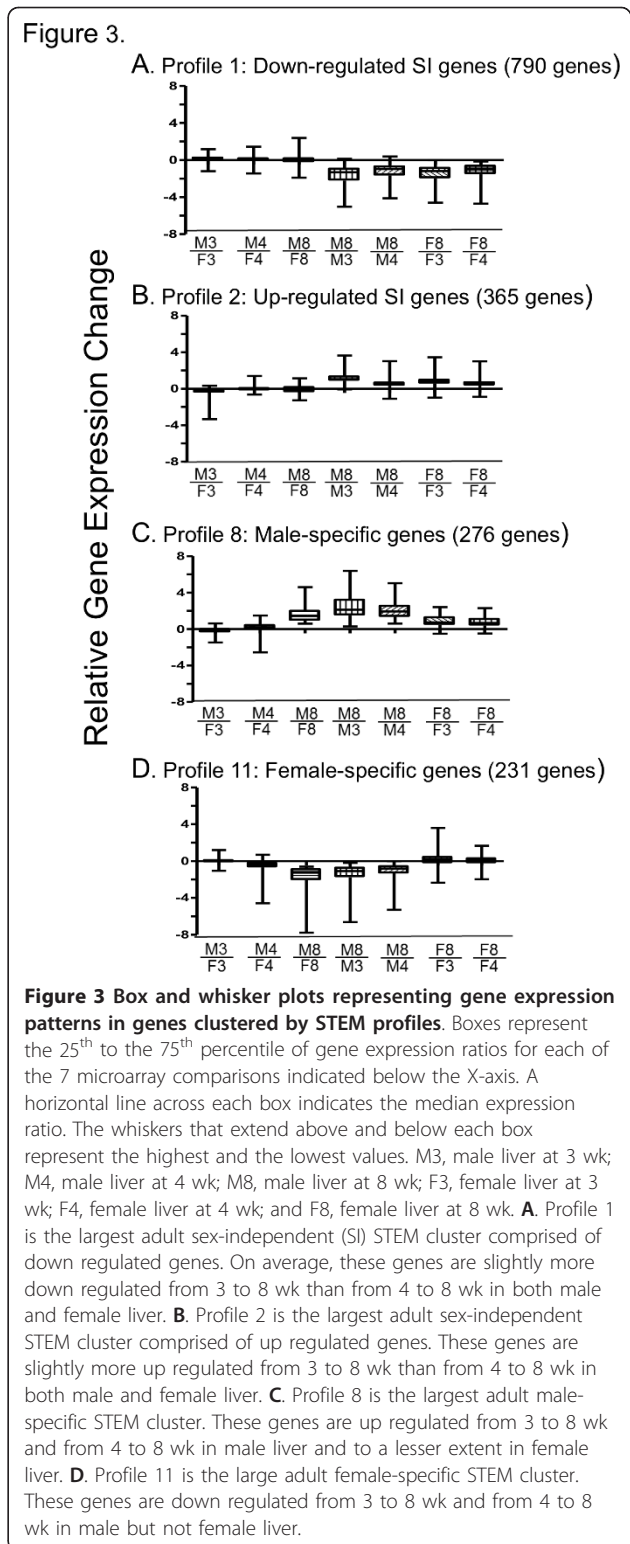 Figure 3.
A. Profile 1: Down-regulated SI genes (790 genes)
8
4
0
-4
-8
M3 M4 M8 M8 M8 F8 F8
F3 F4 F8 M3 M4 F3 F4
B. Profile 2: Up-regulated SI genes (365 genes)
8
4
0
-4
-8
M3 M4 M8 M8 M8 F8 F8
F3 F4 F8 M3 M4 F3 F4
Relative Gene Expression Change
C. Profile 8: Male-specific genes (276 genes)
8
4
0
-4
-8
M3 M4 M8 M8 M8 F8 F8
F3 F4 F8 M3 M4 F3 F4
D. Profile 11: Female-specific genes (231 genes)
8
4
0
-4
-8
M3 M4 M8 M8 M8 F8 F8
F3 F4 F8 M3 M4 F3 F4
Figure 3 Box and whisker plots representing gene expression
patterns in genes clustered by STEM profiles. Boxes represent
the 25th to the 75th percentile of gene expression ratios for each of
the 7 microarray comparisons indicated below the X-axis. A
horizontal line across each box indicates the median expression
ratio. The whiskers that extend above and below each box
represent the highest and the lowest values. M3, male liver at 3 wk;
M4, male liver at 4 wk; M8, male liver at 8 wk; F3, female liver at 3
wk; F4, female liver at 4 wk; and F8, female liver at 8 wk. A. Profile 1
is the largest adult sex-independent (SI) STEM cluster comprised of
down regulated genes. On average, these genes are slightly more
down regulated from 3 to 8 wk than from 4 to 8 wk in both male
and female liver. B. Profile 2 is the largest adult sex-independent
STEM cluster comprised of up regulated genes. These genes are
slightly more up regulated from 3 to 8 wk than from 4 to 8 wk in
both male and female liver. C. Profile 8 is the largest adult male-
specific STEM cluster. These genes are up regulated from 3 to 8 wk
and from 4 to 8 wk in male liver and to a lesser extent in female
liver. D. Profile 11 is the large adult female-specific STEM cluster.
These genes are down regulated from 3 to 8 wk and from 4 to 8
wk in male but not female liver.